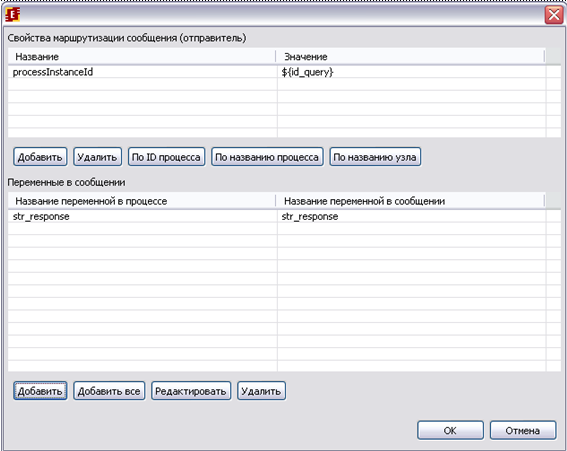 Свойства маршрутизации сообщения (отправитель)
Название Значение
processInstanceId ${id_query}
Добавить Удалить По ID процесса По названию процесса По названию узла
Переменные в сообщении
Название переменной в процессе Название переменной в сообщении
str_response str_response
Добавить Добавить все Редактировать Удалить
ОК Отмена